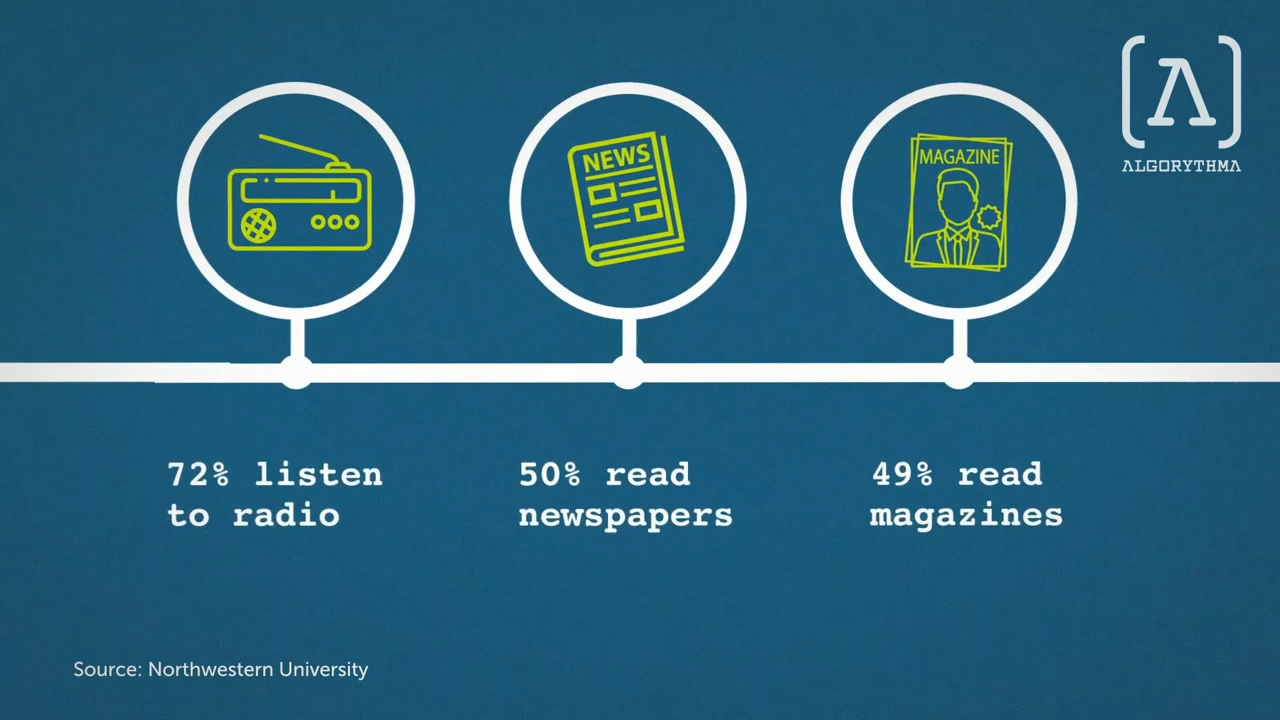 NEWS
MAGAZINE
ALGORYTHMA
72% listen
to radio
50% read
newspapers
49% read
magazines
Source: Northwestern University